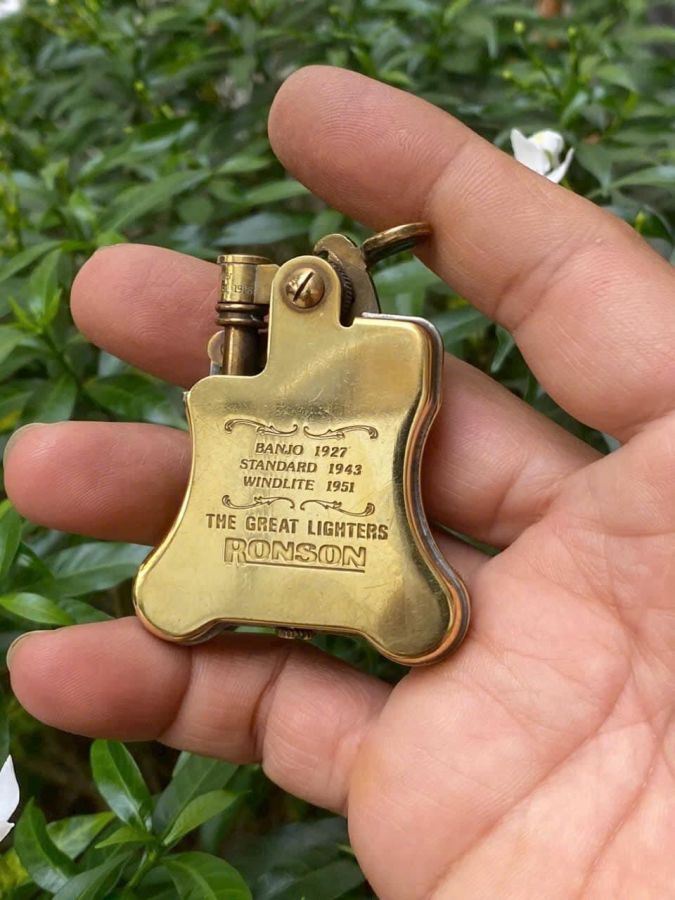 BANJO 1927
STANDARD 1943
WINDLITE 1951
THE GREAT LIGHTERS
RONSON